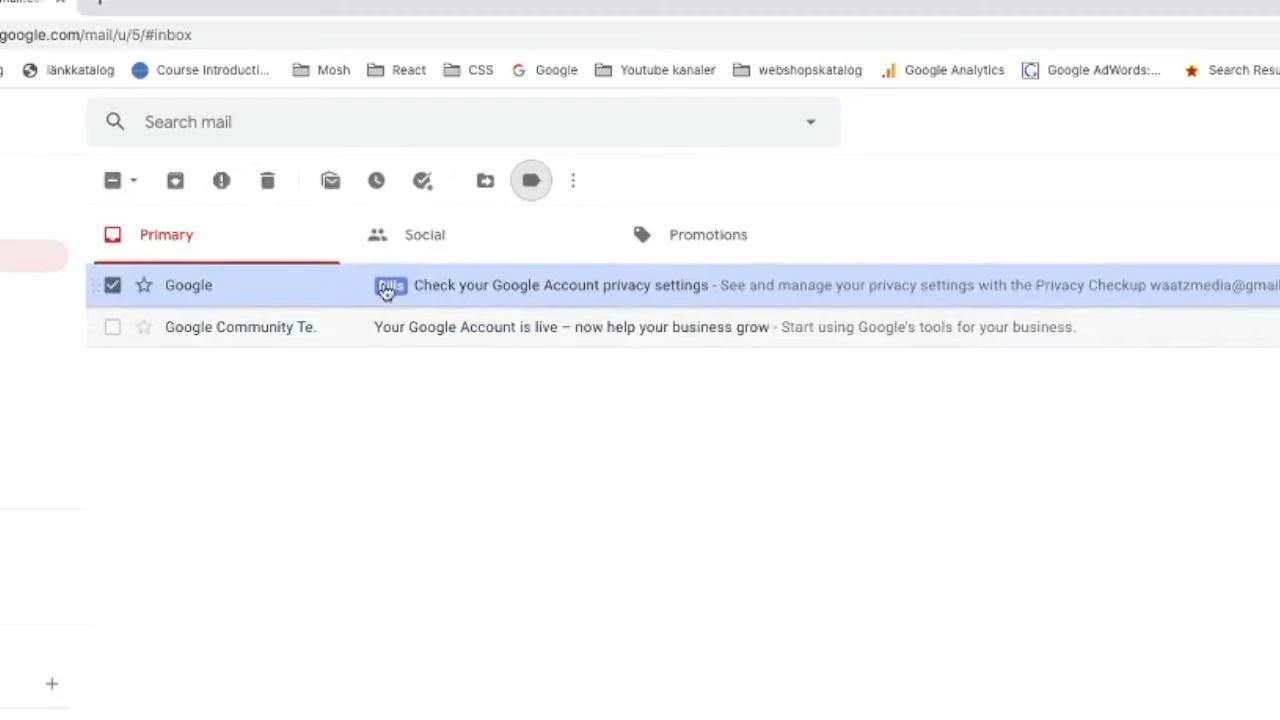 google.com/mail/u/5/#inbox
länkkatalog Course Introducti... Mosh React CSS Google Youtube kanaler webshopskatalog Google Analytics Google AdWords:... Search Resu
Search mail
Primary Social Promotions
Google Bills Check your Google Account privacy settings - See and manage your privacy settings with the Privacy Checkup waatzmedia@gmail
Google Community Te. Your Google Account is live – now help your business grow - Start using Google's tools for your business.